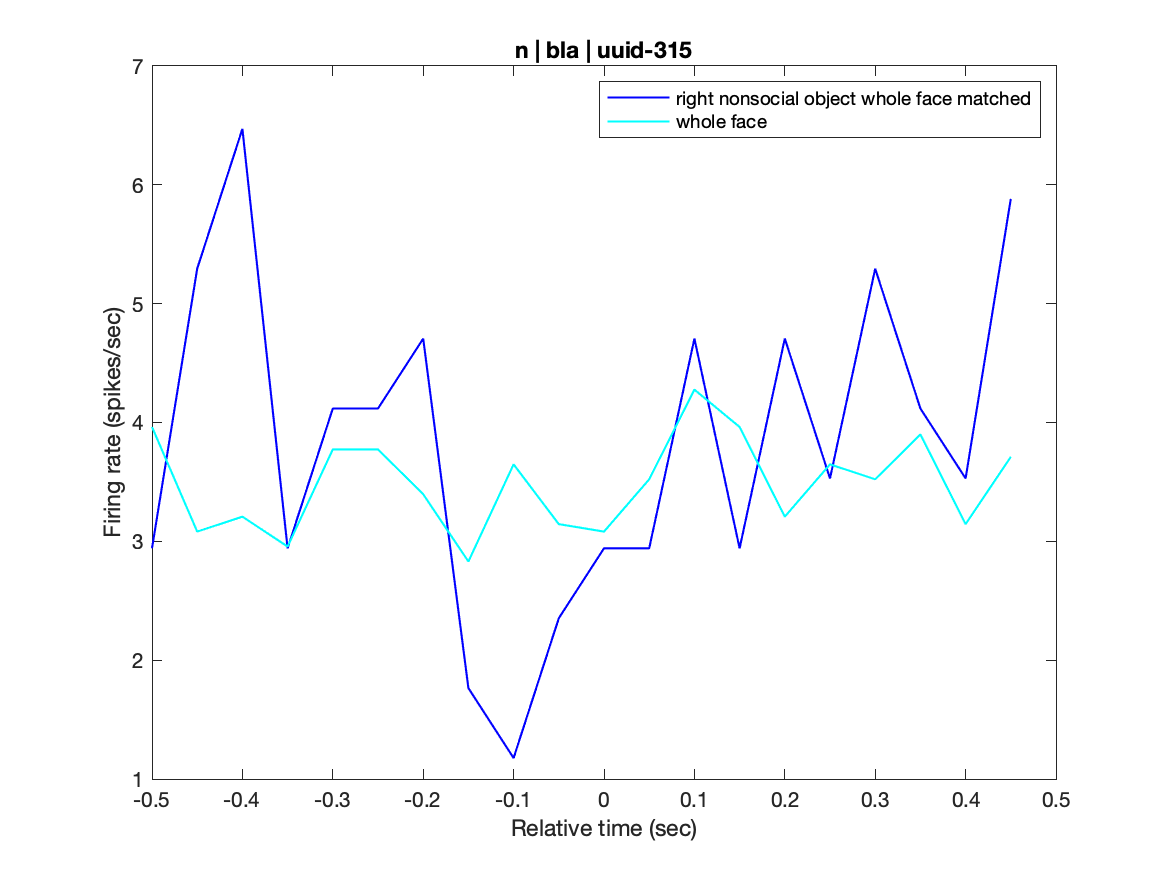 n | bla | uuid-315
right nonsocial object whole face matched
whole face
Firing rate (spikes/sec)
7
6
5
4
3
2
1
-0.5 -0.4 -0.3 -0.2 -0.1 0 0.1 0.2 0.3 0.4 0.5
Relative time (sec)